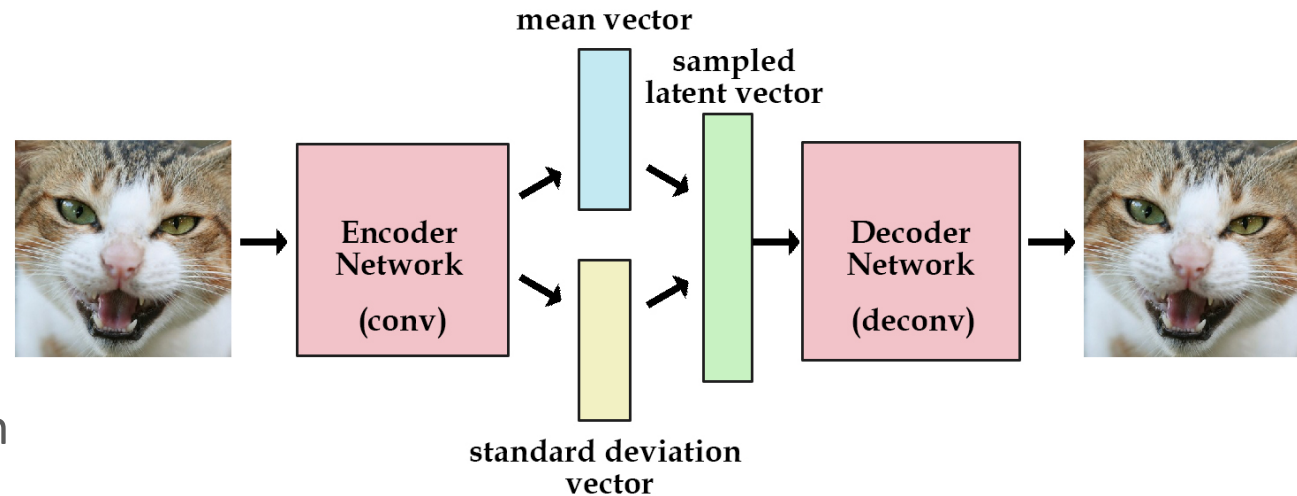 mean vector
sampled
latent vector
Encoder
Network
(conv)
Decoder
Network
(deconv)
n
standard deviation
vector